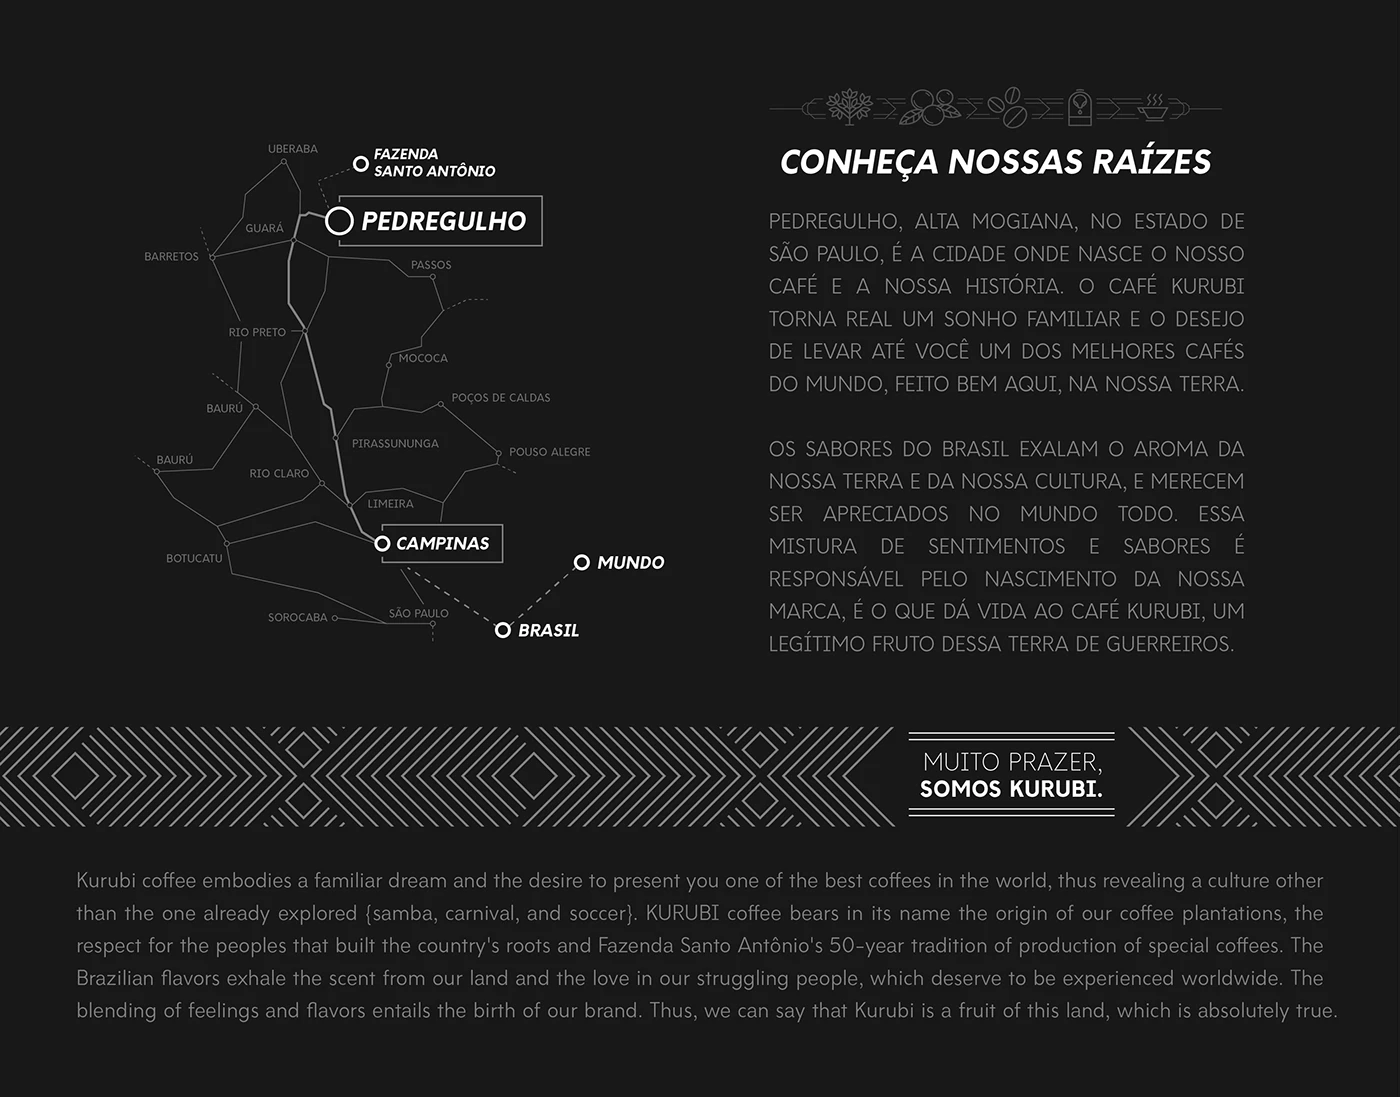 UBERABA
FAZENDA
SANTO ANTÔNIO
PEDREGULHO
GUARÁ
BARRETOS
PASSOS
RIO PRETO
MOCOCA
POÇOS DE CALDAS
BAURÚ
PIRASSUNUNGA
POUSO ALEGRE
BAURÚ
RIO CLARO
LIMEIRA
CAMPINAS
BOTUCATU
MUNDO
SOROCABA
SÃO PAULO
BRASIL
CONHEÇA NOSSAS RAÍZES
PEDREGULHO, ALTA MOGIANA, NO ESTADO DE
SÃO PAULO, É A CIDADE ONDE NASCE O NOSSO
CAFÉ E A NOSSA HISTÓRIA. O CAFÉ KURUBI
TORNA REAL UM SONHO FAMILIAR E O DESEJO
DE LEVAR ATÉ VOCÊ UM DOS MELHORES CAFÉS
DO MUNDO, FEITO BEM AQUI, NA NOSSA TERRA.
OS SABORES DO BRASIL EXALAM O AROMA DA
NOSSA TERRA E DA NOSSA CULTURA, E MERECEM
SER APRECIADOS NO MUNDO TODO. ESSA
MISTURA DE SENTIMENTOS E SABORES É
RESPONSÁVEL PELO NASCIMENTO DA NOSSA
MARCA, É O QUE DÁ VIDA AO CAFÉ KURUBI, UM
LEGÍTIMO FRUTO DESSA TERRA DE GUERREIROS.
MUITO PRAZER,
SOMOS KURUBI.
Kurubi coffee embodies a familiar dream and the desire to present you one of the best coffees in the world, thus revealing a culture other
than the one already explored {samba, carnival, and soccer}. KURUBI coffee bears in its name the origin of our coffee plantations, the
respect for the peoples that built the country's roots and Fazenda Santo Antônio's 50-year tradition of production of special coffees. The
Brazilian flavors exhale the scent from our land and the love in our struggling people, which deserve to be experienced worldwide. The
blending of feelings and flavors entails the birth of our brand. Thus, we can say that Kurubi is a fruit of this land, which is absolutely true.